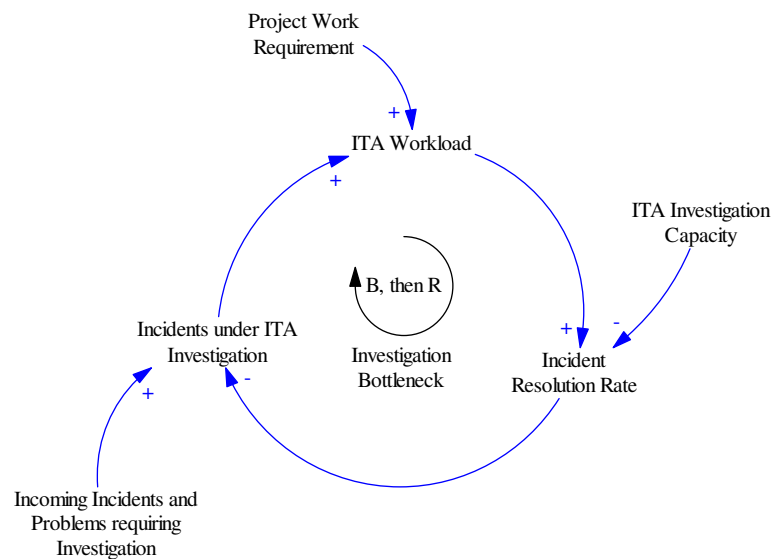 Project Work
Requirement
+
ITA Workload
+
ITA Investigation
Capacity
B, then R
-
+
Incidents under ITA
Investigation
Investigation
Bottleneck
Incident
Resolution Rate
-
+
Incoming Incidents and
Problems requiring
Investigation